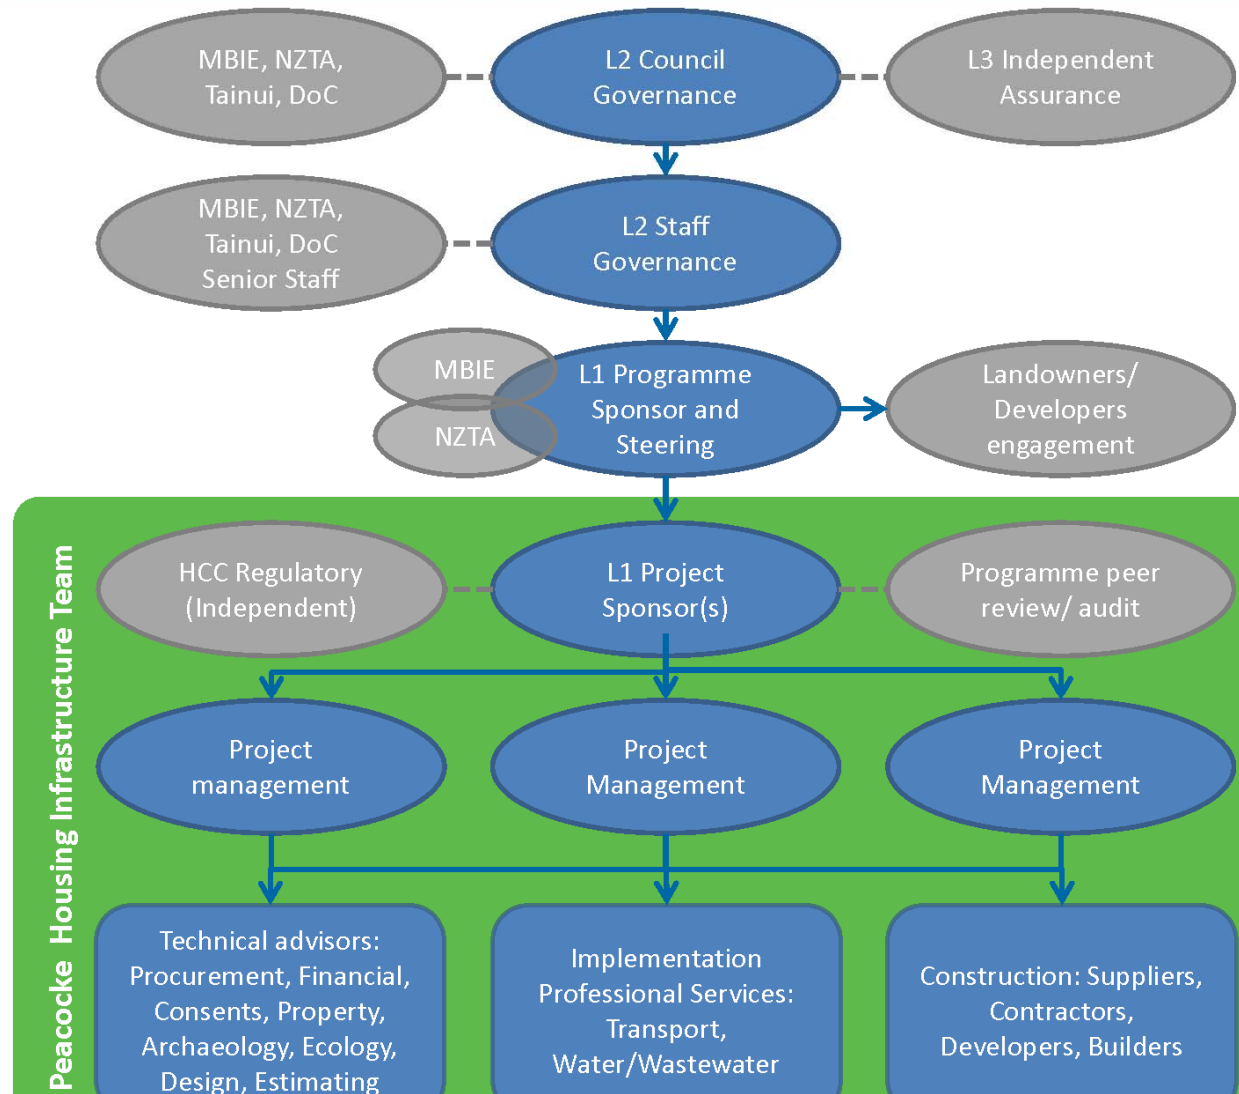 MBIE, NZTA,
Tainui, DoC
L2 Council
Governance
L3 Independent
Assurance
MBIE, NZTA,
Tainui, DoC
Senior Staff
L2 Staff
Governance
MBIE
NZTA
L1 Programme
Sponsor and
Steering
Landowners/
Developers
engagement
Peacocke Housing Infrastructure Team
HCC Regulatory
(Independent)
L1 Project
Sponsor(s)
Programme peer
review/ audit
Project
management
Project
Management
Project
Management
Technical advisors:
Procurement, Financial,
Consents, Property,
Archaeology, Ecology,
Design, Estimating
Implementation
Professional Services:
Transport,
Water/Wastewater
Construction: Suppliers,
Contractors,
Developers, Builders